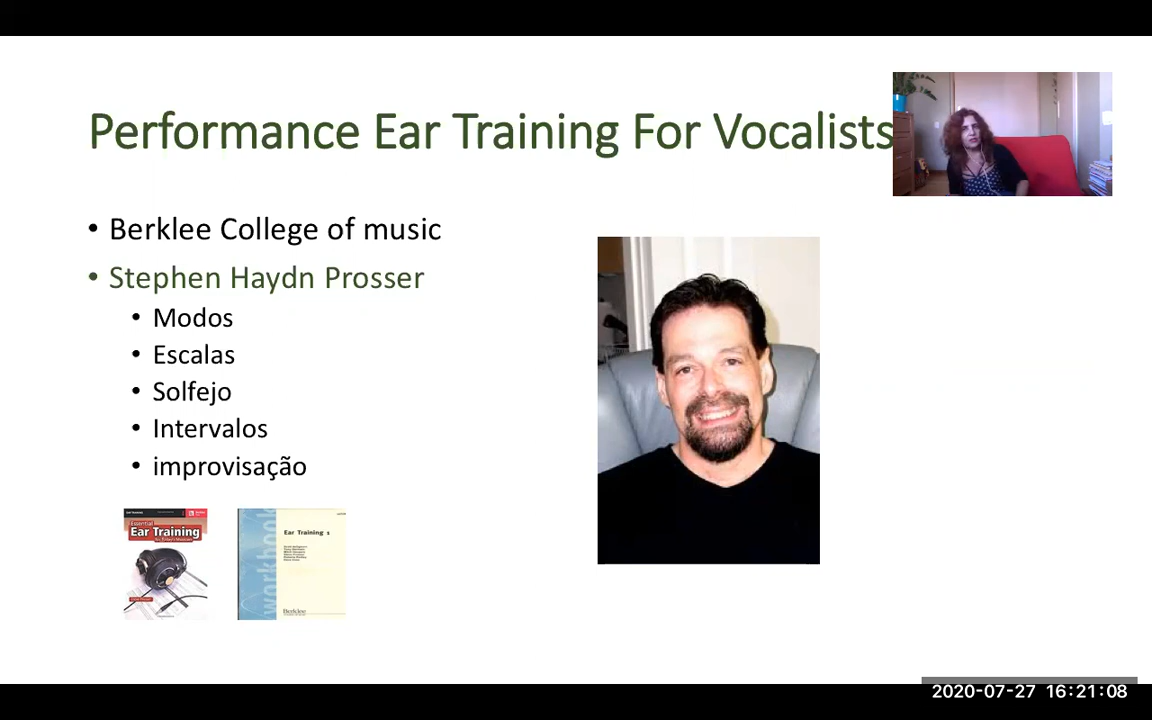 Performance Ear Training For Vocalists
• Berklee College of music
• Stephen Haydn Prosser
• Modos
• Escalas
• Solfejo
• Intervalos
• improvisação
Essential
Ear Training
workbook
Ear Training
Berklee
2020-07-27 16:21:08